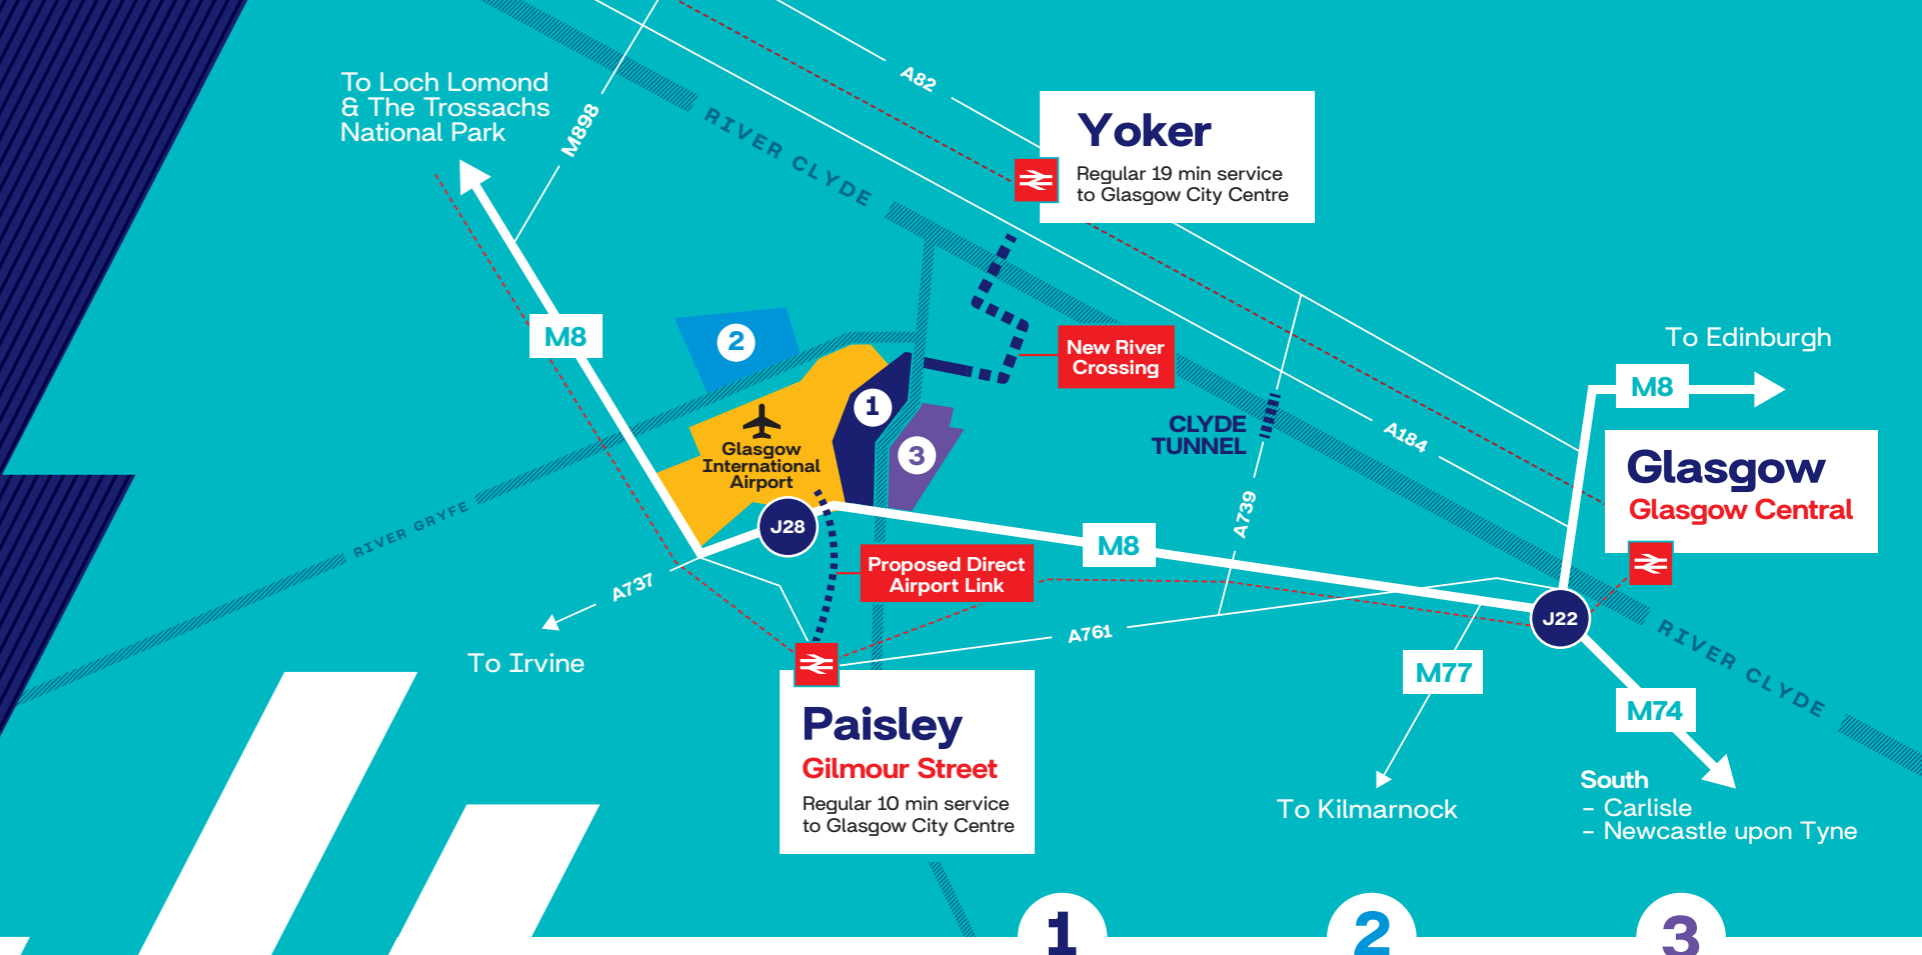 To Loch Lomond
& The Trossachs
National Park
M898
RIVER CLYDE
A82
Yoker
Regular 19 min service
to Glasgow City Centre
M8
2
New River
Crossing
To Edinburgh
M8
1
CLYDE
TUNNEL
A184
3
Glasgow
International
Airport
Glasgow
Glasgow Central
RIVER GRYFE
J28
A739
M8
Proposed Direct
Airport Link
A737
To Irvine
A761
J22
RIVER CLYDE
M77
M74
Paisley
Gilmour Street
Regular 10 min service
to Glasgow City Centre
To Kilmarnock
South
– Carlisle
– Newcastle upon Tyne
1
2
3